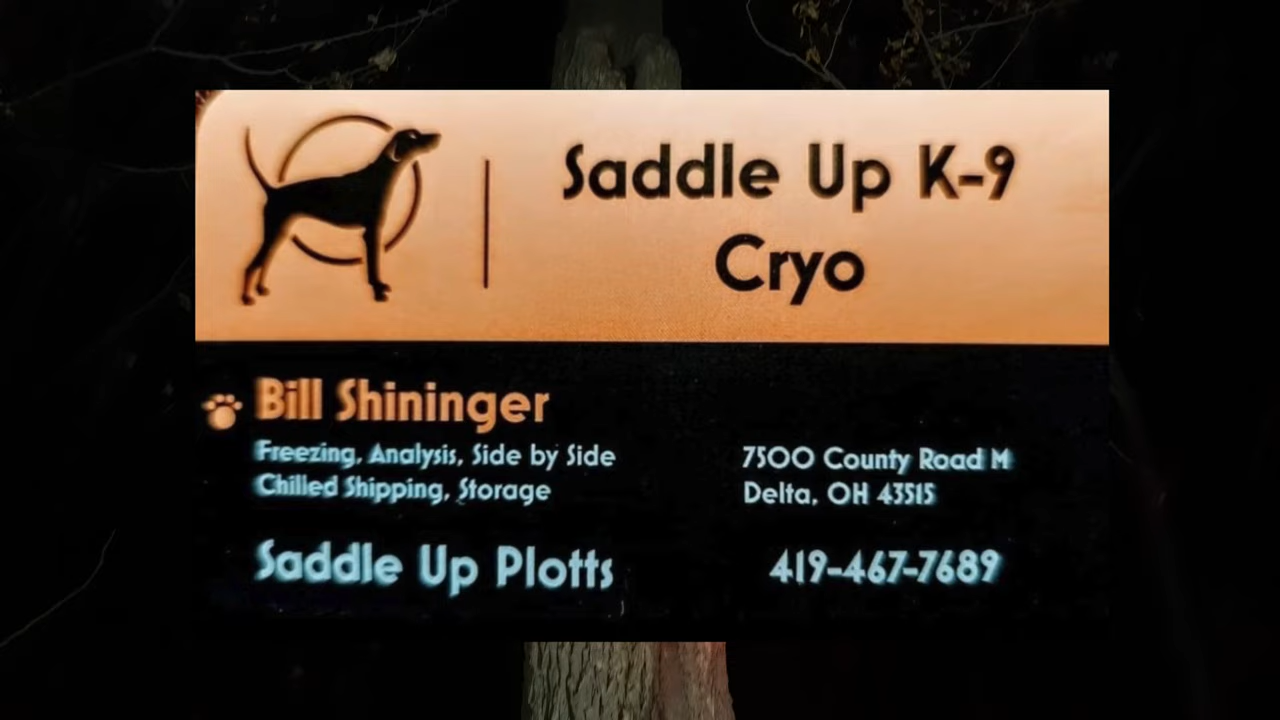 Saddle Up K-9
Cryo
Bill Shininger
Freezing, Analysis, Side by Side
Chilled Shipping, Storage
Saddle Up Plotts
7500 County Road M
Delta, OH 43515
419-467-7689